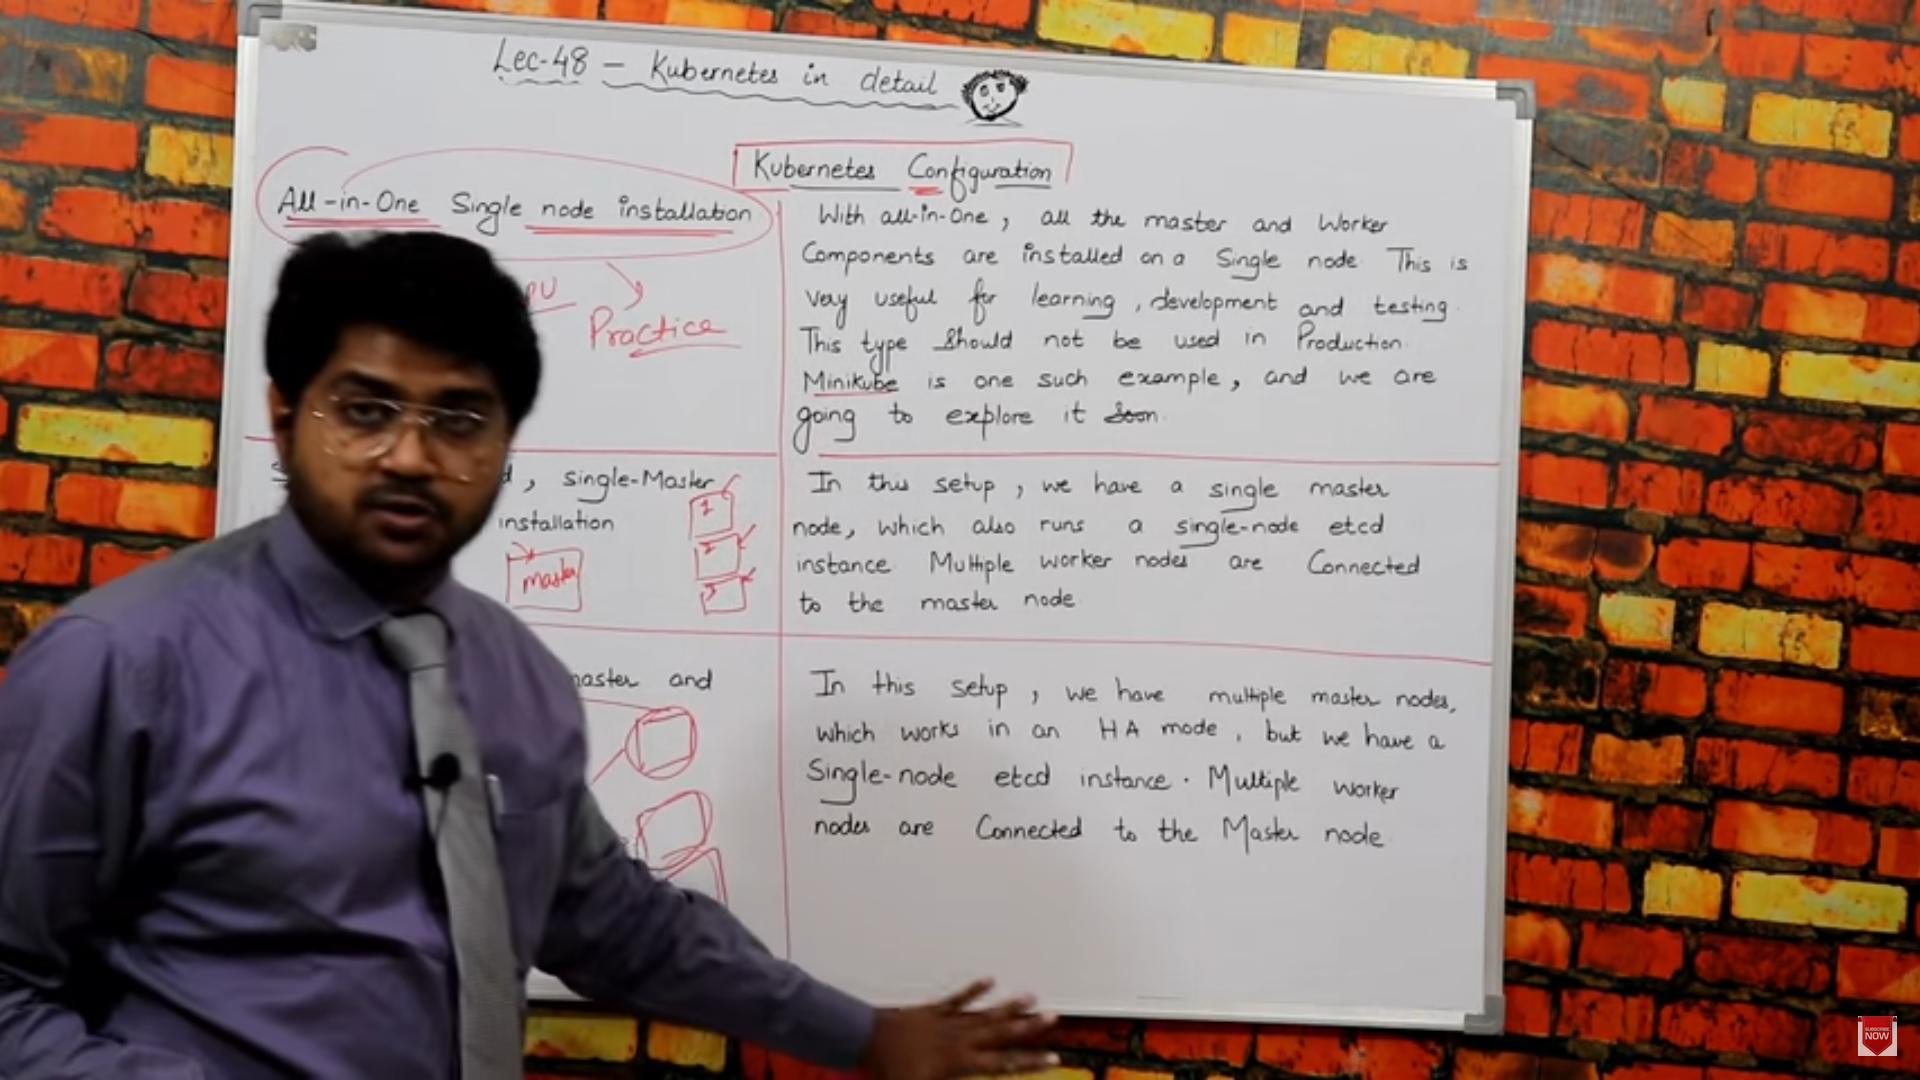 Lec-48 – Kubernetes in detail
Kubernetes Configuration
All-in-One Single node installation
Practice
With all-in-One, all the master and Worker
Components are installed on a Single node. This is
very useful for learning, development and testing.
This type Should not be used in Production.
Minikube is one such example, and we are
going to explore it Soon.
, single-Master
installation
master
1
2
3
In this setup, we have a single master
node, which also runs a single-node etcd
instance. Multiple worker nodes are Connected
to the master node.
master and
In this setup, we have multiple master nodes,
which works in an HA mode, but we have a
Single-node etcd instance. Multiple worker
nodes are Connected to the Master node.
SUBSCRIBE
NOW